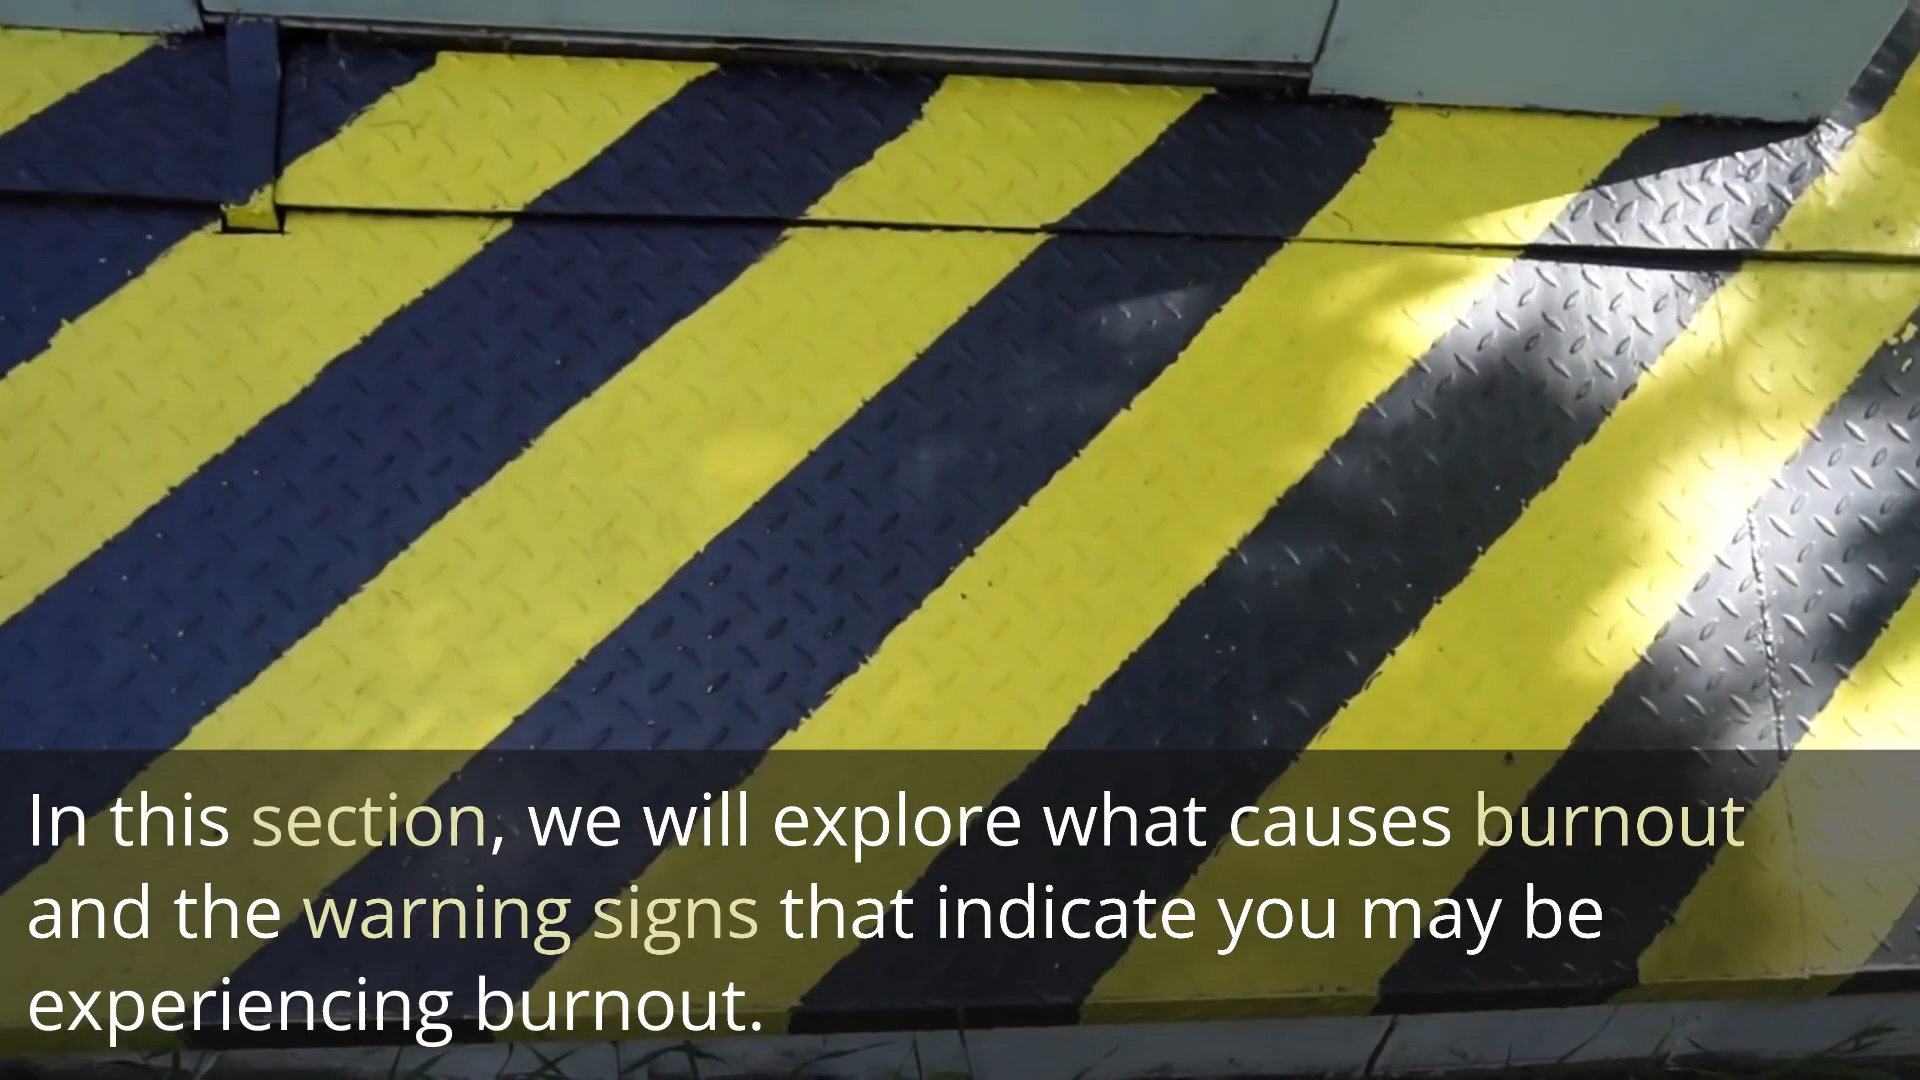 In this section, we will explore what causes burnout
and the warning signs that indicate you may be
experiencing burnout.